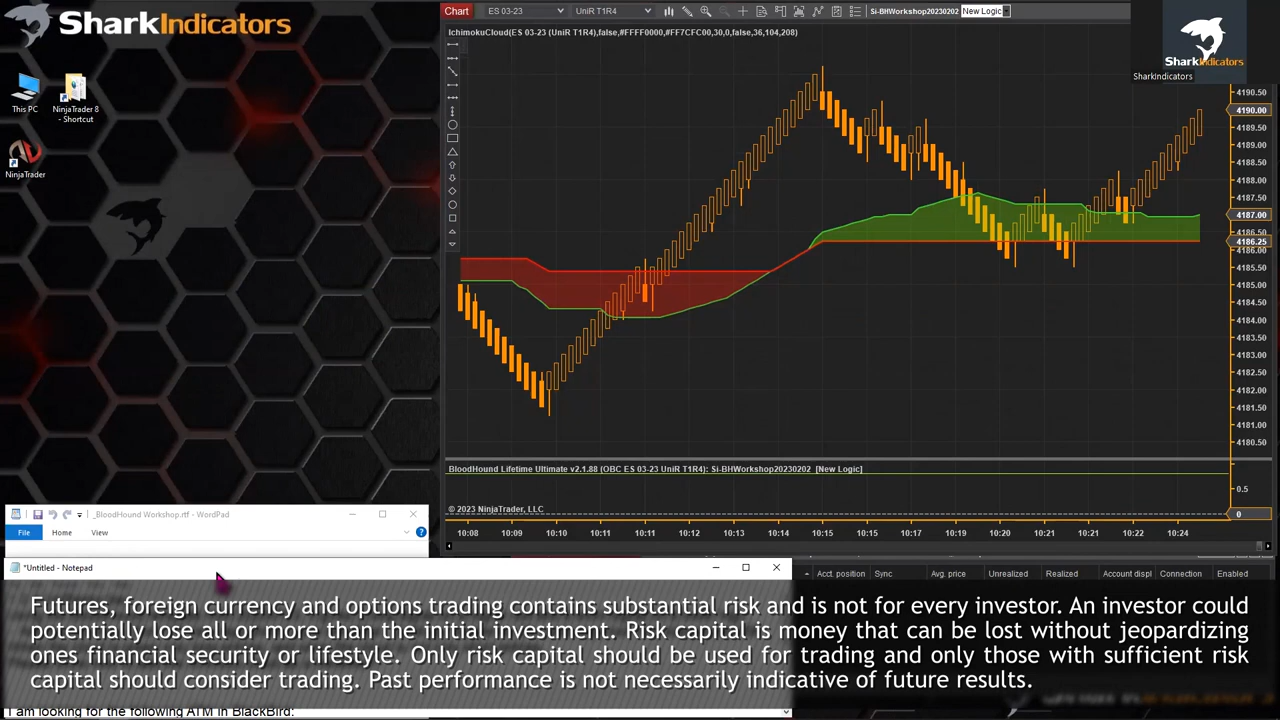 SharkIndicators
This PC
NinjaTrader 8
- Shortcut
NinjaTrader
Chart
ES 03-23
UniR T1R4
Si-BHWorkshop20230202
New Logic
SharkIndicators
SharkIndicators
IchimokuCloud(ES 03-23 (UniR T1R4),false,#FFFF0000,#FF7CFC00,30,0,false,36,104,208)
4190.50
4190.00
4189.50
4189.00
4188.50
4188.00
4187.50
4187.00
4186.50
4186.25
4185.50
4185.00
4184.50
4184.00
4183.50
4183.00
4182.50
4182.00
4181.50
4181.00
4180.50
BloodHound Lifetime Ultimate v2.1.88 (OBC ES 03-23 UniR T1R4): Si-BHWorkshop20230202 [New Logic]
0.5
0
© 2023 NinjaTrader, LLC
10:08
10:09
10:10
10:11
10:11
10:12
10:13
10:14
10:15
10:16
10:17
10:19
10:20
10:21
10:22
10:24
_BloodHound Workshop.rtf - WordPad
File
Home
View
*Untitled - Notepad
Acct. position
Sync
Avg. price
Unrealized
Realized
Account displ
Connection
Enabled
Futures, foreign currency and options trading contains substantial risk and is not for every investor. An investor could
potentially lose all or more than the initial investment. Risk capital is money that can be lost without jeopardizing
ones financial security or lifestyle. Only risk capital should be used for trading and only those with sufficient risk
capital should consider trading. Past performance is not necessarily indicative of future results.
I am looking for the following ATM in BlackBird: